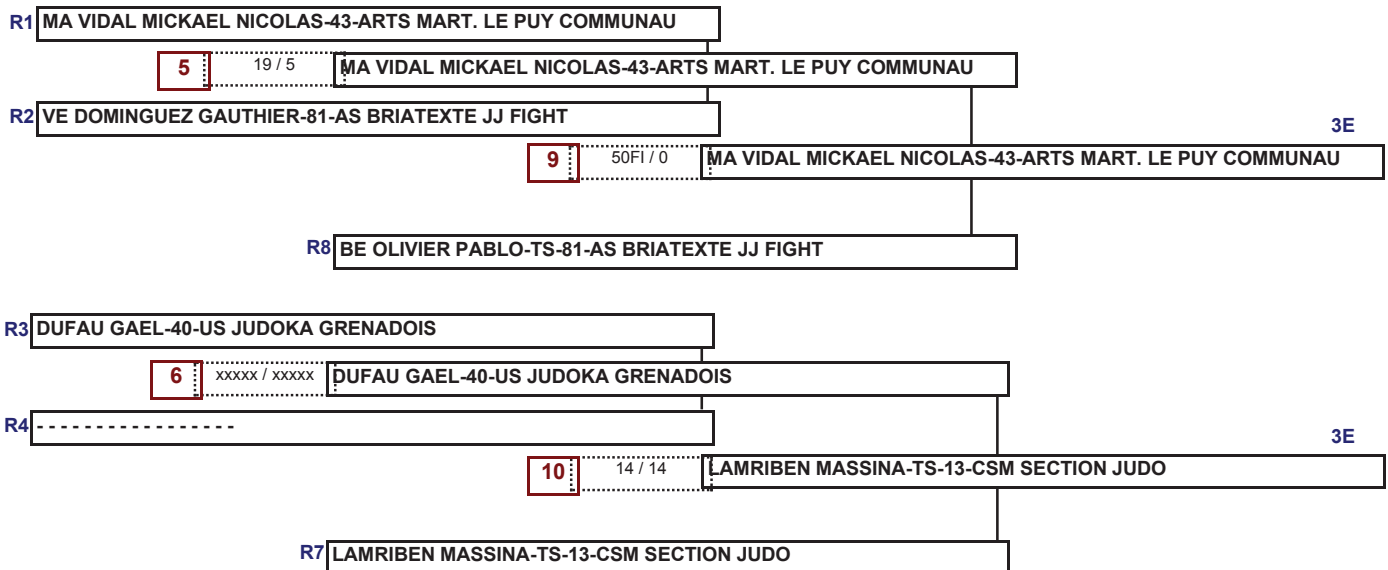 R1 MA VIDAL MICKAEL NICOLAS-43-ARTS MART. LE PUY COMMUNAU
5 19 / 5 MA VIDAL MICKAEL NICOLAS-43-ARTS MART. LE PUY COMMUNAU
R2 VE DOMINGUEZ GAUTHIER-81-AS BRIATEXTE JJ FIGHT
3E
9 50FI / 0 MA VIDAL MICKAEL NICOLAS-43-ARTS MART. LE PUY COMMUNAU
R8 BE OLIVIER PABLO-TS-81-AS BRIATEXTE JJ FIGHT
R3 DUFAU GAEL-40-US JUDOKA GRENADOIS
6 xxxxx / xxxxx DUFAU GAEL-40-US JUDOKA GRENADOIS
R4 - - - - - - - - - - - - - - - - -
3E
10 14 / 14 LAMRIBEN MASSINA-TS-13-CSM SECTION JUDO
R7 LAMRIBEN MASSINA-TS-13-CSM SECTION JUDO